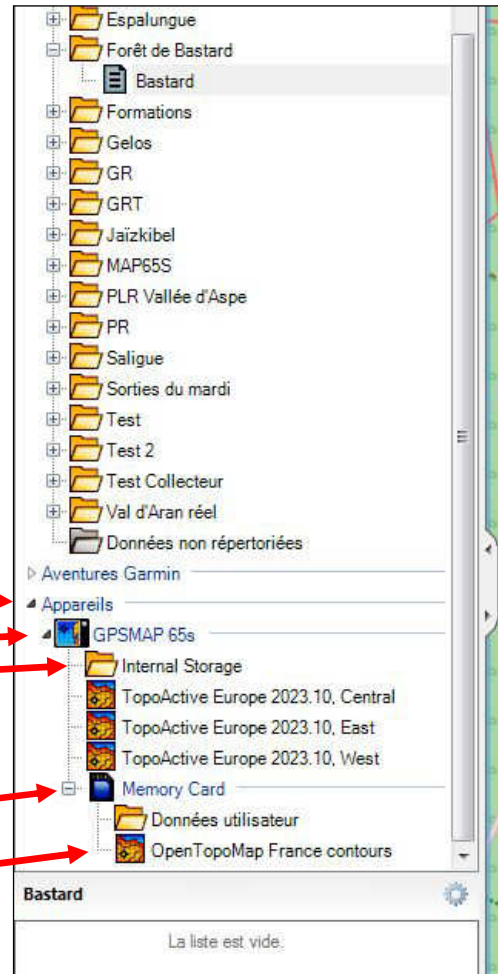 Espalungue
Forêt de Bastard
Bastard
Formations
Gelos
GR
GRT
Jaïzkibel
MAP65S
PLR Vallée d'Aspe
PR
Saligue
Sorties du mardi
Test
Test 2
Test Collecteur
Val d'Aran réel
Données non répertoriées
Aventures Garmin
Appareils
GPSMAP 65s
Internal Storage
TopoActive Europe 2023.10, Central
TopoActive Europe 2023.10, East
TopoActive Europe 2023.10, West
Memory Card
Données utilisateur
OpenTopoMap France contours
Bastard
La liste est vide.